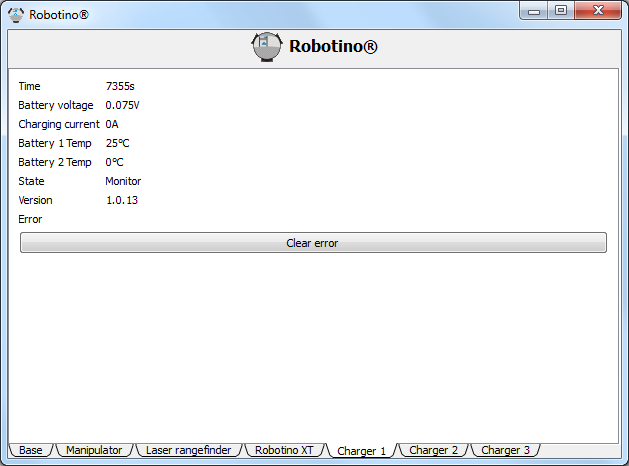 Robotino®
Robotino®
Time 7355s
Battery voltage 0.075V
Charging current 0A
Battery 1 Temp 25°C
Battery 2 Temp 0°C
State Monitor
Version 1.0.13
Error
Clear error
Base Manipulator Laser rangefinder Robotino XT Charger 1 Charger 2 Charger 3